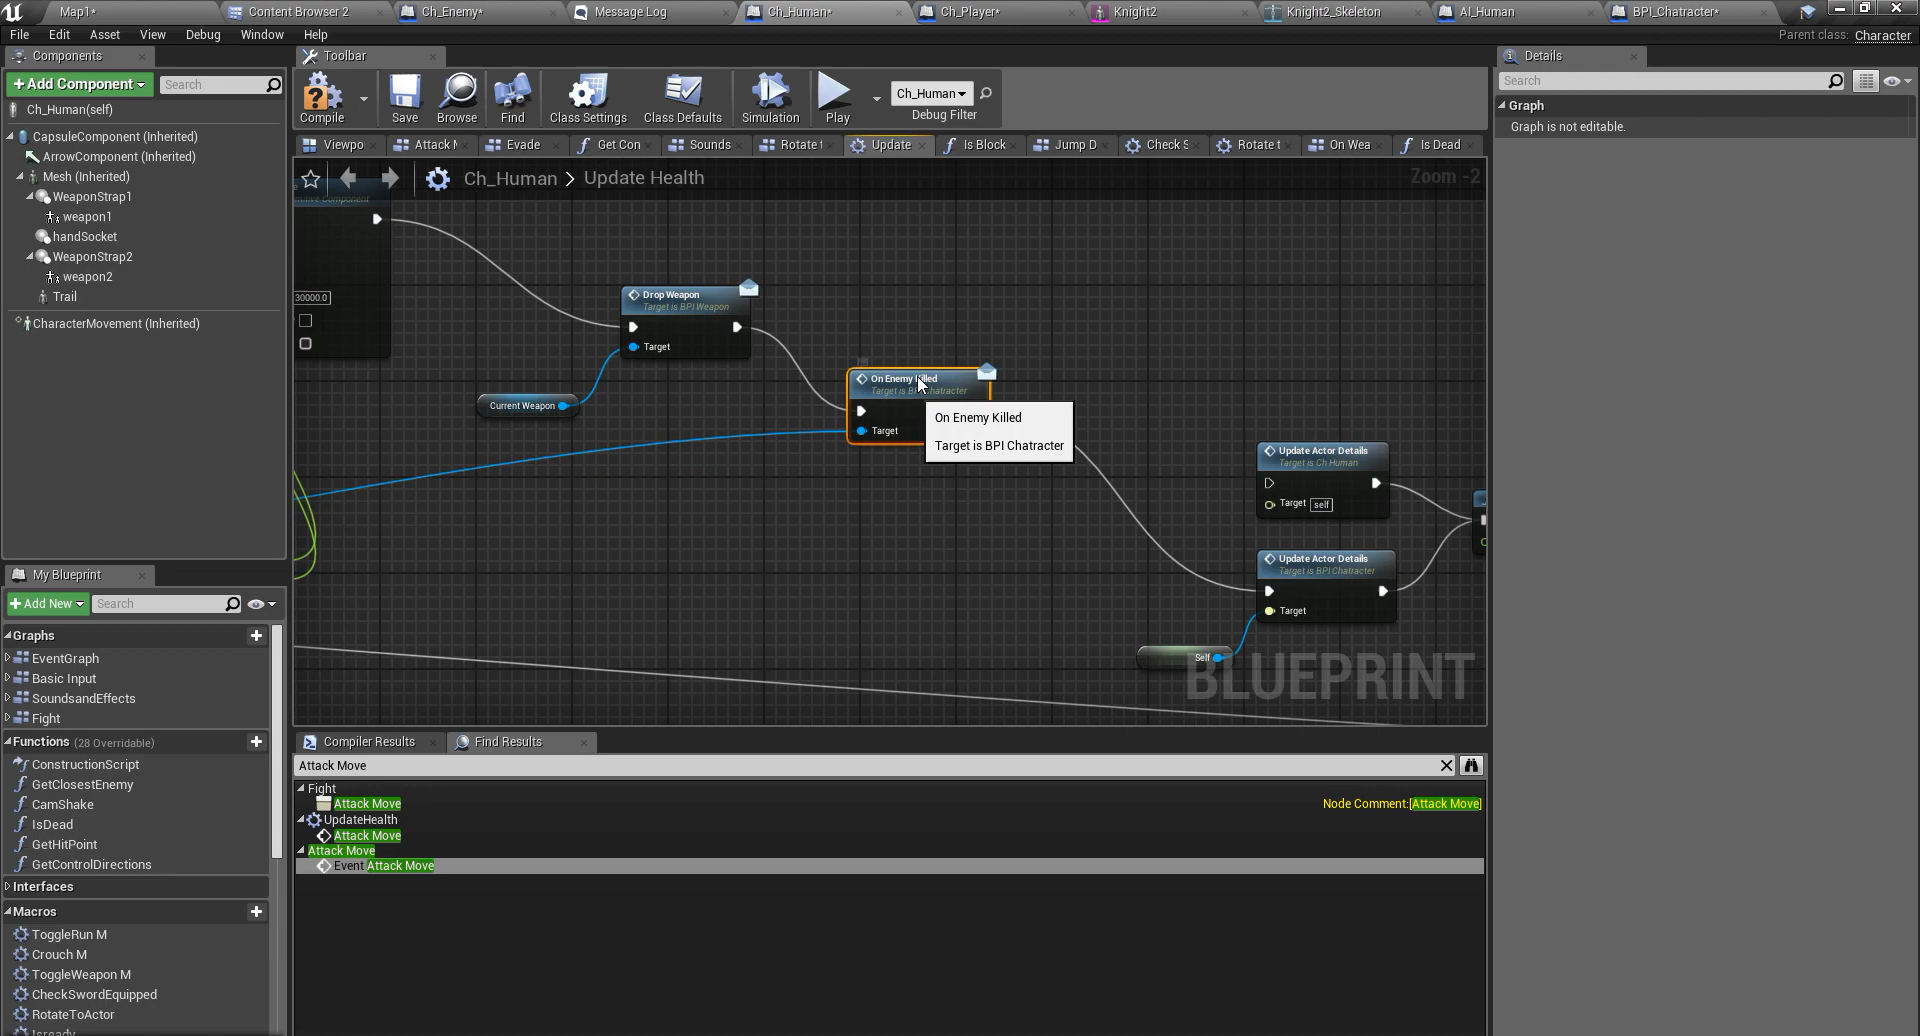 Map1*
Content Browser 2
Ch_Enemy*
Message Log
Ch_Human*
Ch_Player*
Knight2
Knight2_Skeleton
AI_Human
BPI_Chatracter*
File Edit Asset View Debug Window Help
Parent class: Character
Components
+ Add Component
Search
Ch_Human(self)
CapsuleComponent (Inherited)
ArrowComponent (Inherited)
Mesh (Inherited)
WeaponStrap1
weapon1
handSocket
WeaponStrap2
weapon2
Trail
CharacterMovement (Inherited)
My Blueprint
+ Add New
Search
Graphs
EventGraph
Basic Input
SoundsandEffects
Fight
Functions (28 Overridable)
ConstructionScript
GetClosestEnemy
CamShake
IsDead
GetHitPoint
GetControlDirections
Interfaces
Macros
ToggleRun M
Crouch M
ToggleWeapon M
CheckSwordEquipped
RotateToActor
Isready
Toolbar
Compile
Save
Browse
Find
Class Settings
Class Defaults
Simulation
Play
Ch_Human
Debug Filter
Viewpo
Attack M
Evade
Get Con
Sounds
Rotate t
Update
Is Block
Jump D
Check S
Rotate t
On Wea
Is Dead
Ch_Human > Update Health
Zoom -2
30000.0
Drop Weapon
Target is BPI Weapon
Target
Current Weapon
On Enemy Killed
Target is BPI Chatracter
Target
On Enemy Killed
Target is BPI Chatracter
Update Actor Details
Target is Ch Human
Target self
Update Actor Details
Target is BPI Chatracter
Target
Self
BLUEPRINT
Compiler Results
Find Results
Attack Move
Fight
Attack Move
Node Comment:[Attack Move]
UpdateHealth
Attack Move
Attack Move
Event Attack Move
Details
Search
Graph
Graph is not editable.